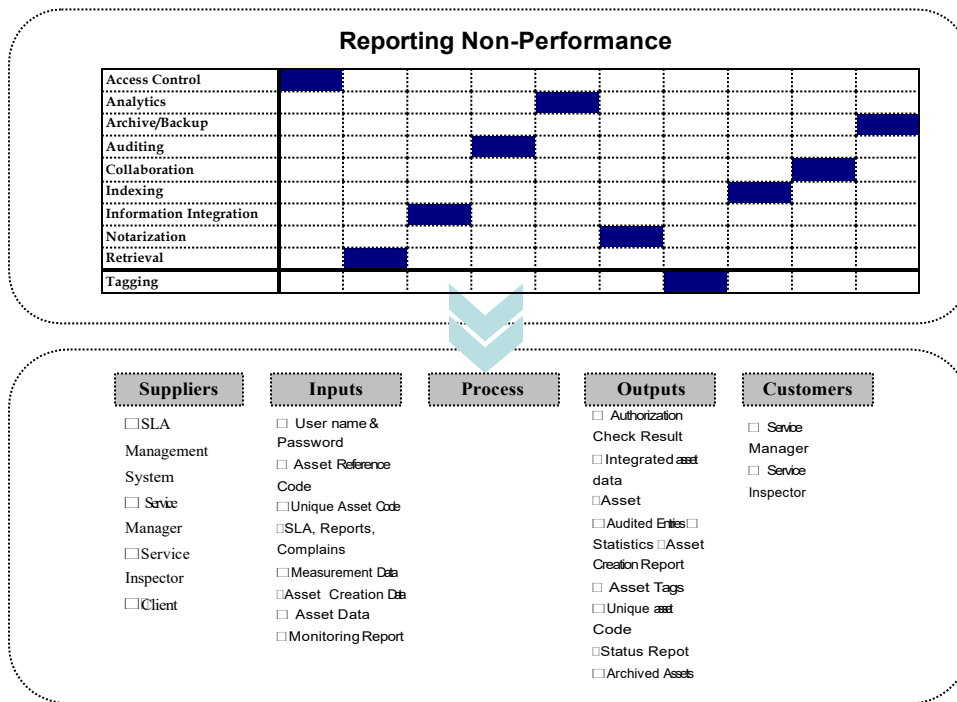 Reporting Non-Performance
Access Control
Analytics
Archive/Backup
Auditing
Collaboration
Indexing
Information Integration
Notarization
Retrieval
Tagging
Suppliers
□SLA
Management
System
□ Service
Manager
□Service
Inspector
□Client
Inputs
□ User name &
Password
□ Asset Reference
Code
□Unique Asset Code
□SLA, Reports,
Complains
□Measurement Data
□Asset Creation Data
□ Asset Data
□Monitoring Report
Process
Outputs
□ Authorization
Check Result
□Integrated asset
data
□Asset
□Audited Entries□
Statistics □Asset
Creation Report
□ Asset Tags
□Unique asset
Code
□Status Repot
□Archived Assets
Customers
□ Service
Manager
□ Service
Inspector